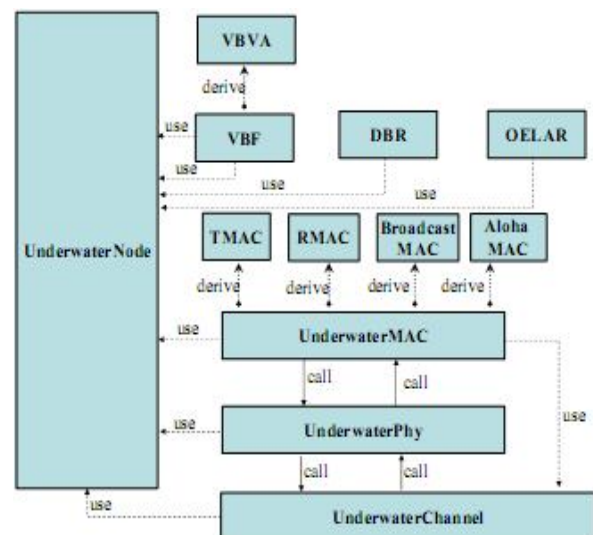 VBVA
derive
use
VBF
DBR
OELAR
use
use
use
UnderwaterNode
TMAC
RMAC
Broadcast
MAC
Aloha
MAC
derive
derive
derive
derive
use
UnderwaterMAC
call
call
use
use
UnderwaterPhy
call
call
use
UnderwaterChannel